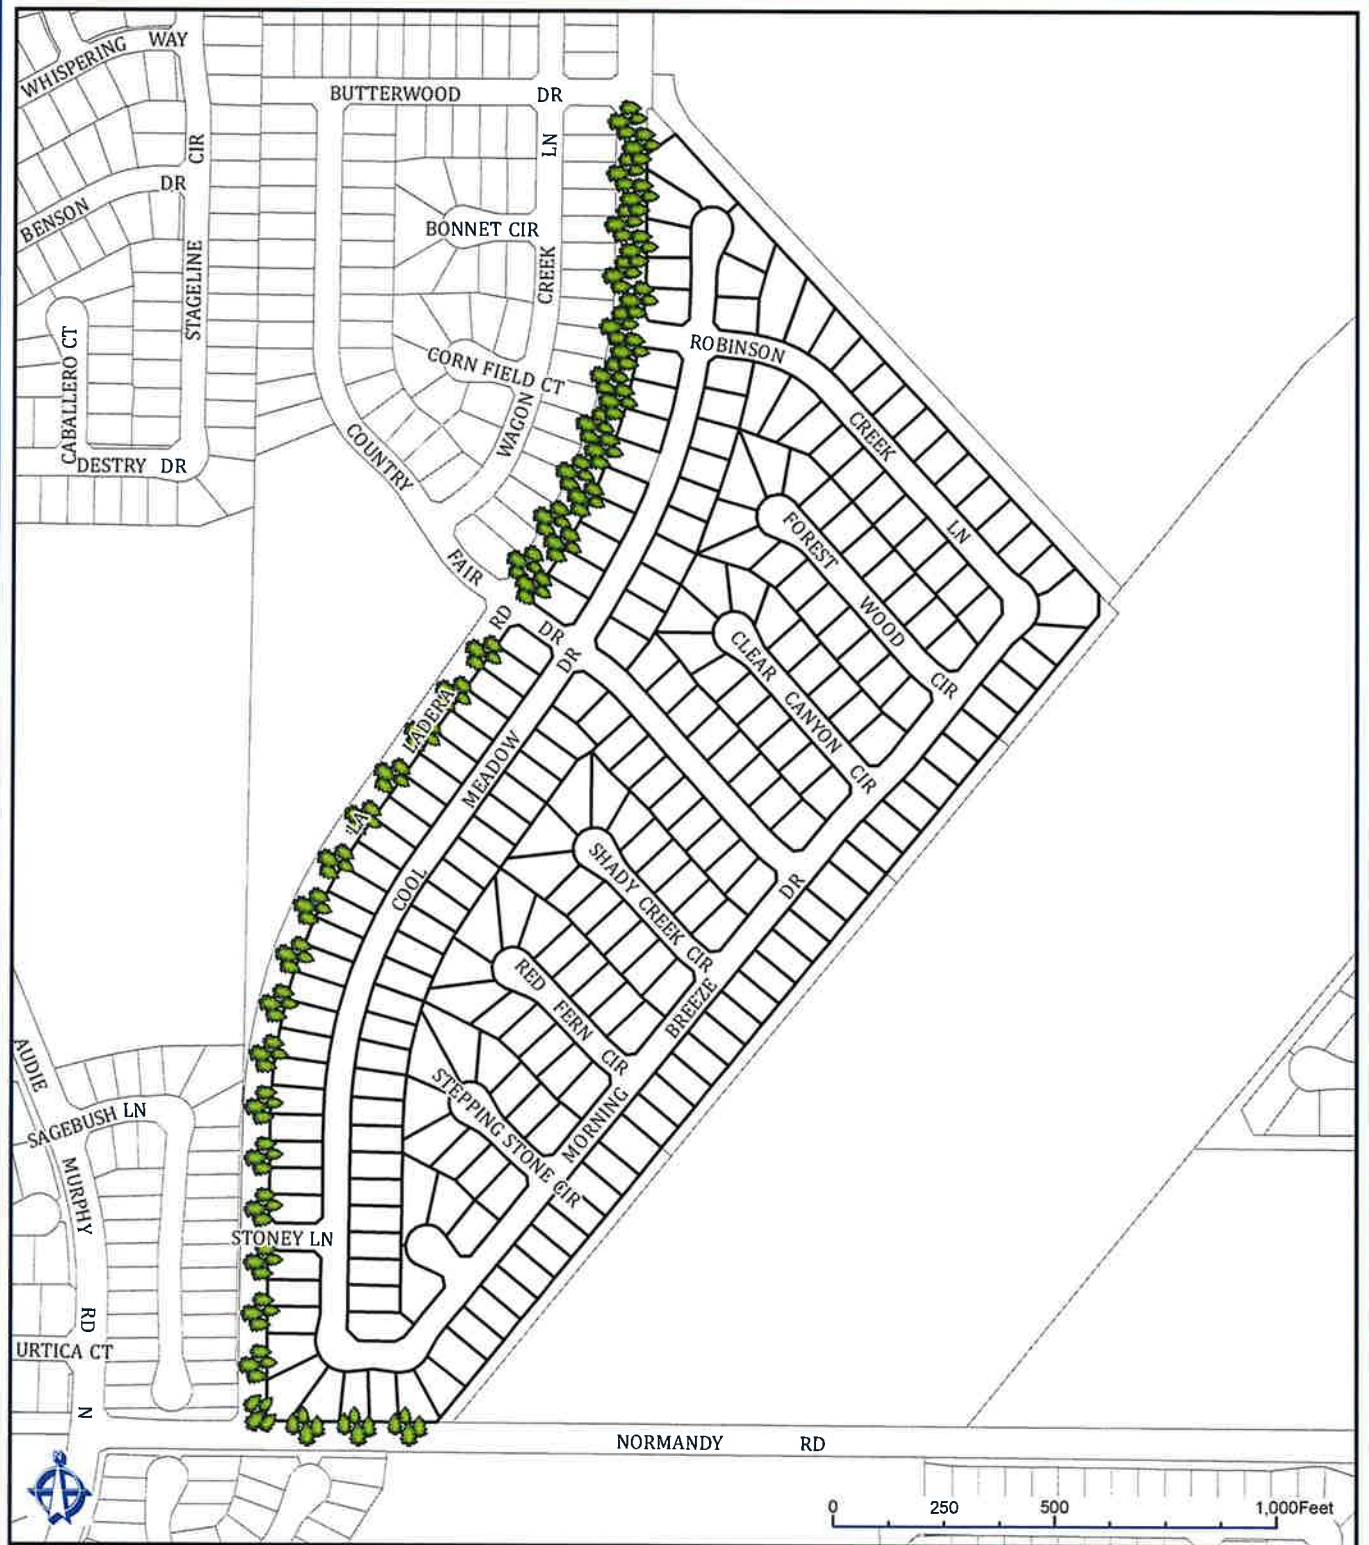 WHISPERING WAY
BUTTERWOOD DR
LN
CIR
DR
BENSON
BONNET CIR
STAGELINE
CREEK
CABALLERO CT
ROBINSON
CORN FIELD CT
WAGON
CREEK
COUNTRY
DESTRY DR
LN
FOREST
FAIR
WOOD
RD
DR
DR
CLEAR
CIR
LADERA
CANYON
MEADOW
CIR
LA
SHADY CREEK CIR
COOL
DR
RED FERN CIR
BREEZE
AUDIE
STEPPING STONE CIR
MORNING
SAGEBUSH LN
MURPHY
STONEY LN
RD
URTICA CT
N
NORMANDY RD
0 250 500 1,000Feet